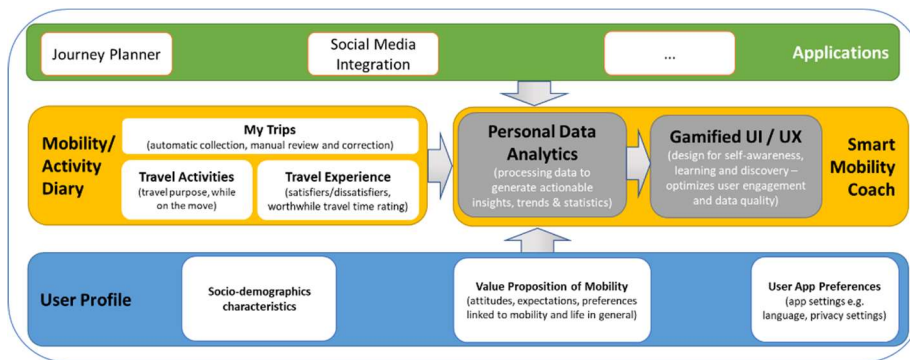 Journey Planner
Social Media
Integration
...
Applications
Mobility/
Activity
Diary
My Trips
(automatic collection, manual review and correction)
Travel Activities
(travel purpose, while
on the move)
Travel Experience
(satisfiers/dissatisfiers,
worthwhile travel time rating)
Personal Data
Analytics
(processing data to
generate actionable
insights, trends & statistics)
Gamified UI / UX
(design for self-awareness,
learning and discovery –
optimizes user engagement
and data quality)
Smart
Mobility
Coach
User Profile
Socio-demographics
characteristics
Value Proposition of Mobility
(attitudes, expectations, preferences
linked to mobility and life in general)
User App Preferences
(app settings e.g.
language, privacy settings)